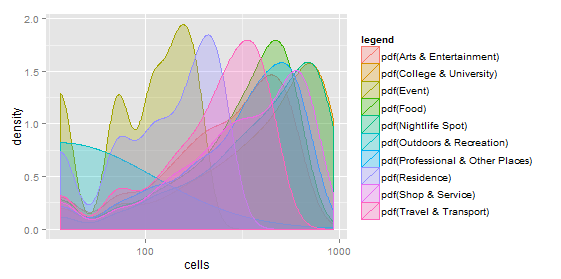 2.0
1.5
1.0
0.5
0.0
density
100
1000
cells
legend
pdf(Arts & Entertainment)
pdf(College & University)
pdf(Event)
pdf(Food)
pdf(Nightlife Spot)
pdf(Outdoors & Recreation)
pdf(Professional & Other Places)
pdf(Residence)
pdf(Shop & Service)
pdf(Travel & Transport)